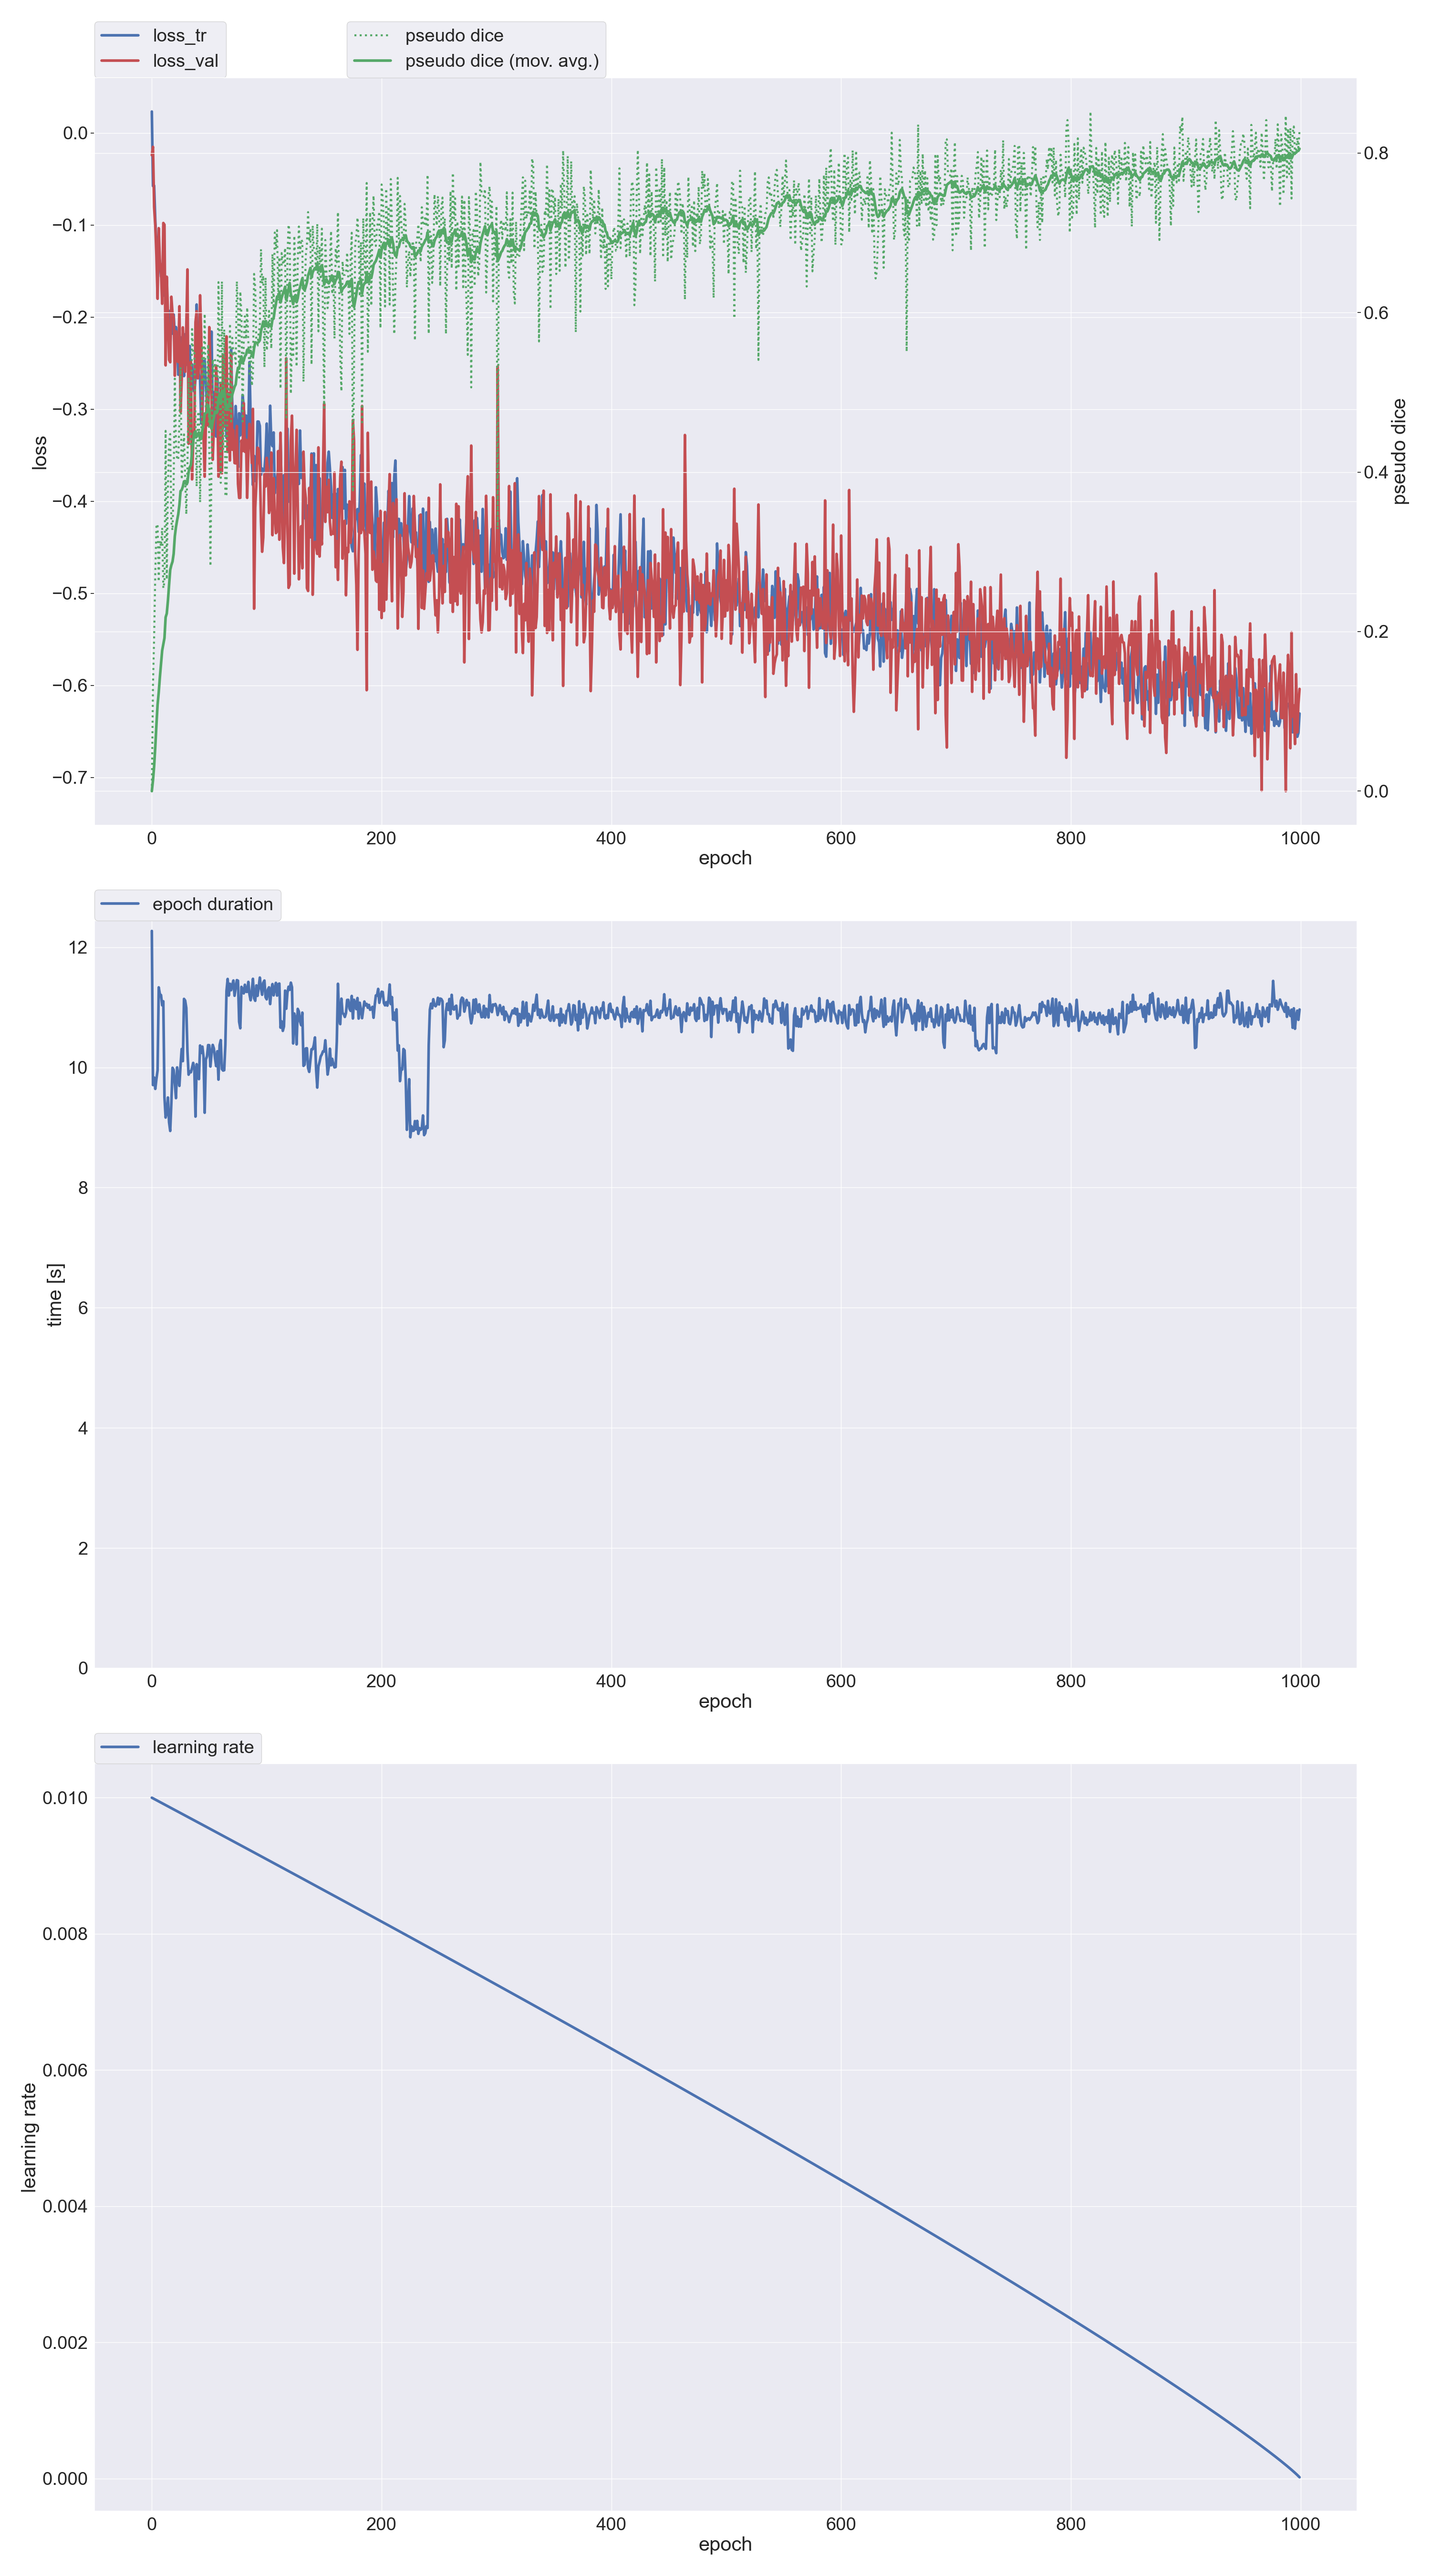 loss_tr
loss_val
pseudo dice
pseudo dice (mov. avg.)
0.0
−0.1
−0.2
−0.3
−0.4
−0.5
−0.6
−0.7
loss
0.8
0.6
0.4
0.2
0.0
pseudo dice
0 200 400 600 800 1000
epoch
epoch duration
12
10
8
6
4
2
0
time [s]
0 200 400 600 800 1000
epoch
learning rate
0.010
0.008
0.006
0.004
0.002
0.000
learning rate
0 200 400 600 800 1000
epoch